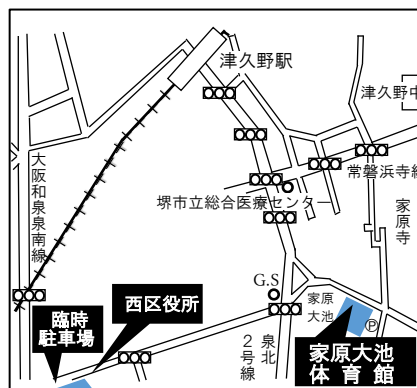 津久野駅
津久野中
大阪和泉泉南線
常磐浜寺線
堺市立総合医療センター
家原寺
G.S
家原
大池
P
西区役所
臨時
駐車場
泉北
2号線
家原大池
体育館